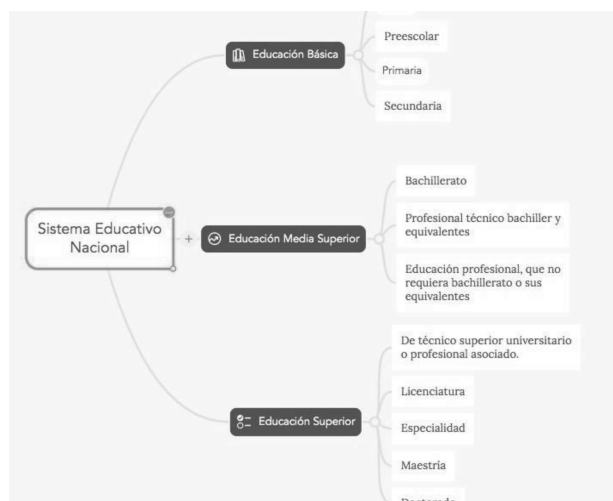 Sistema Educativo
Nacional
+
Educación Básica
Preescolar
Primaria
Secundaria
Educación Media Superior
Bachillerato
Profesional técnico bachiller y
equivalentes
Educación profesional, que no
requiera bachillerato o sus
equivalentes
Educación Superior
De técnico superior universitario
o profesional asociado.
Licenciatura
Especialidad
Maestría